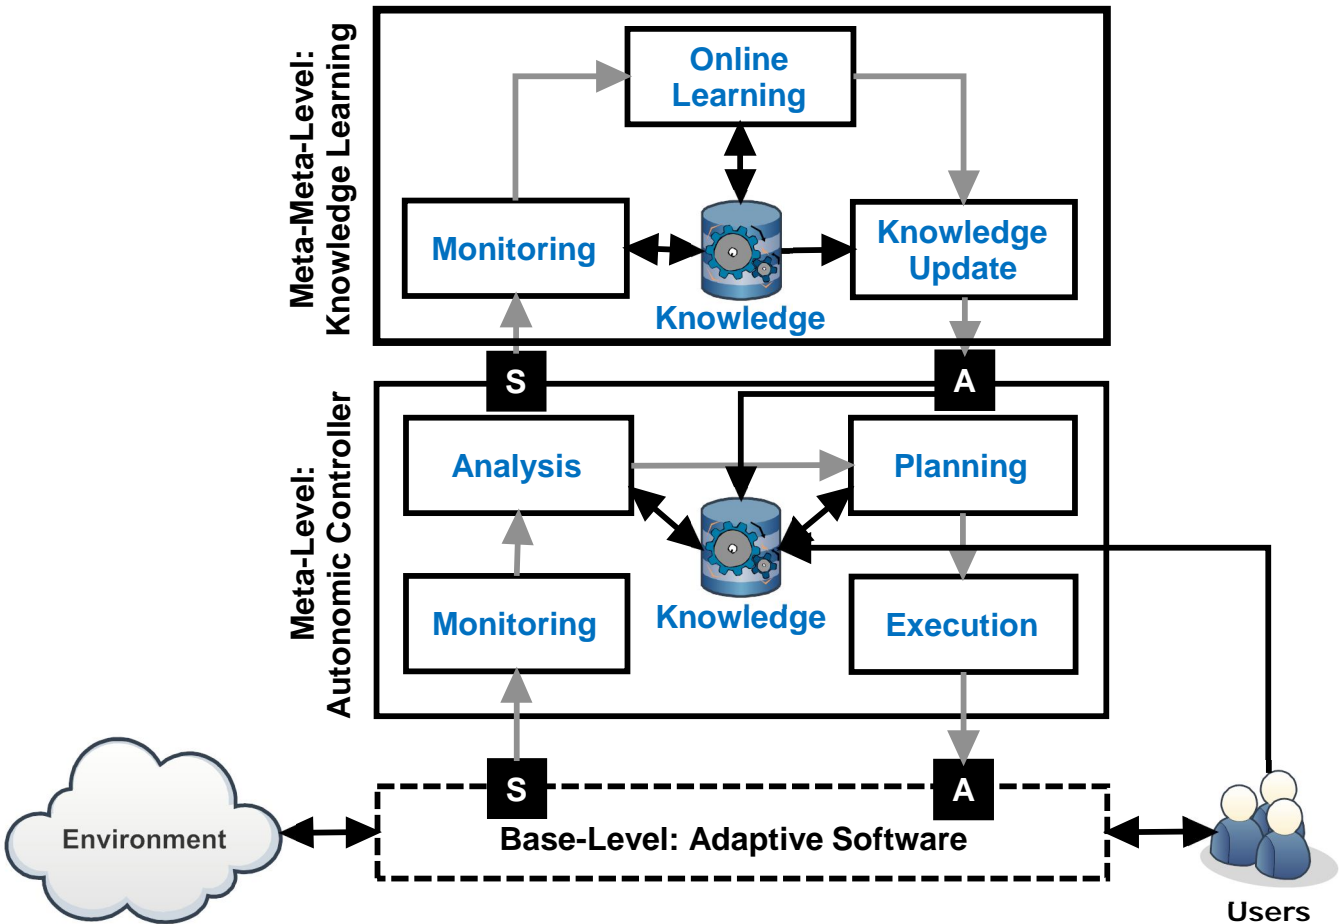 Meta-Meta-Level:
Knowledge Learning
Online
Learning
Monitoring
Knowledge
Knowledge
Update
S
A
Meta-Level:
Autonomic Controller
Analysis
Planning
Monitoring
Knowledge
Execution
S
A
Environment
Base-Level: Adaptive Software
Users